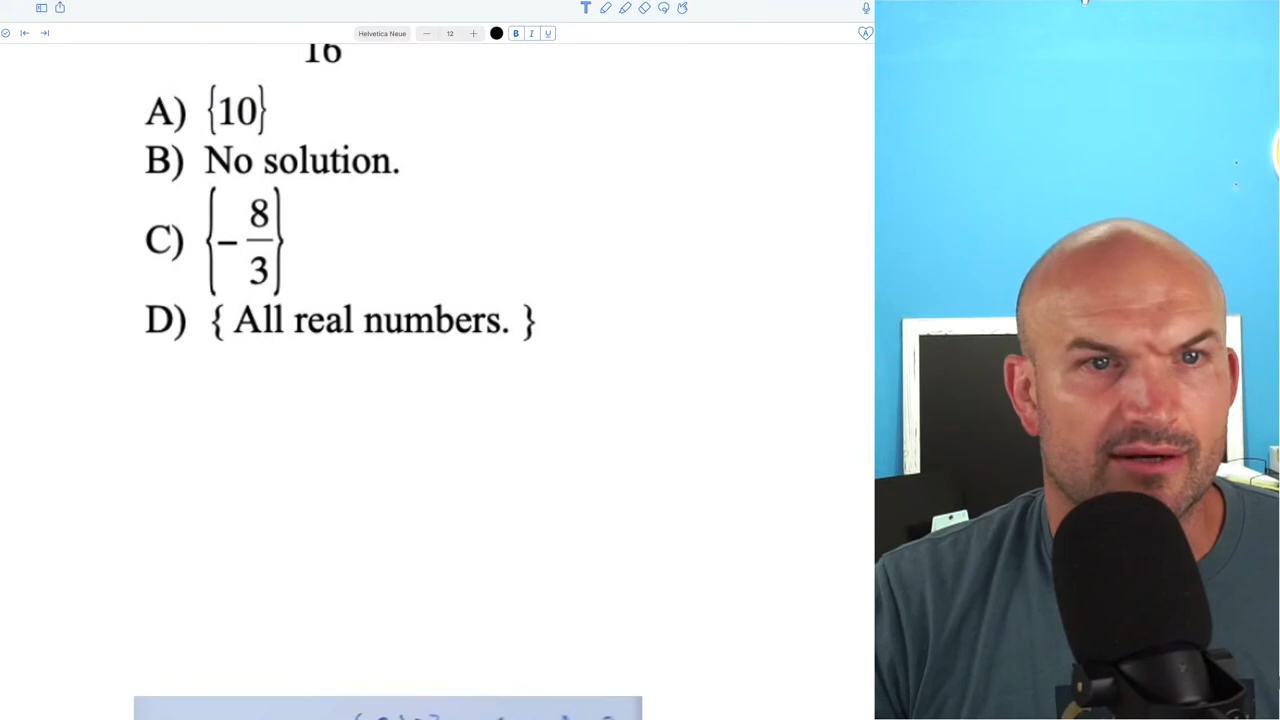 Helvetica Neue
12
B I U
A
16
A) {10}
B) No solution.
C) {- 8/3}
D) { All real numbers. }